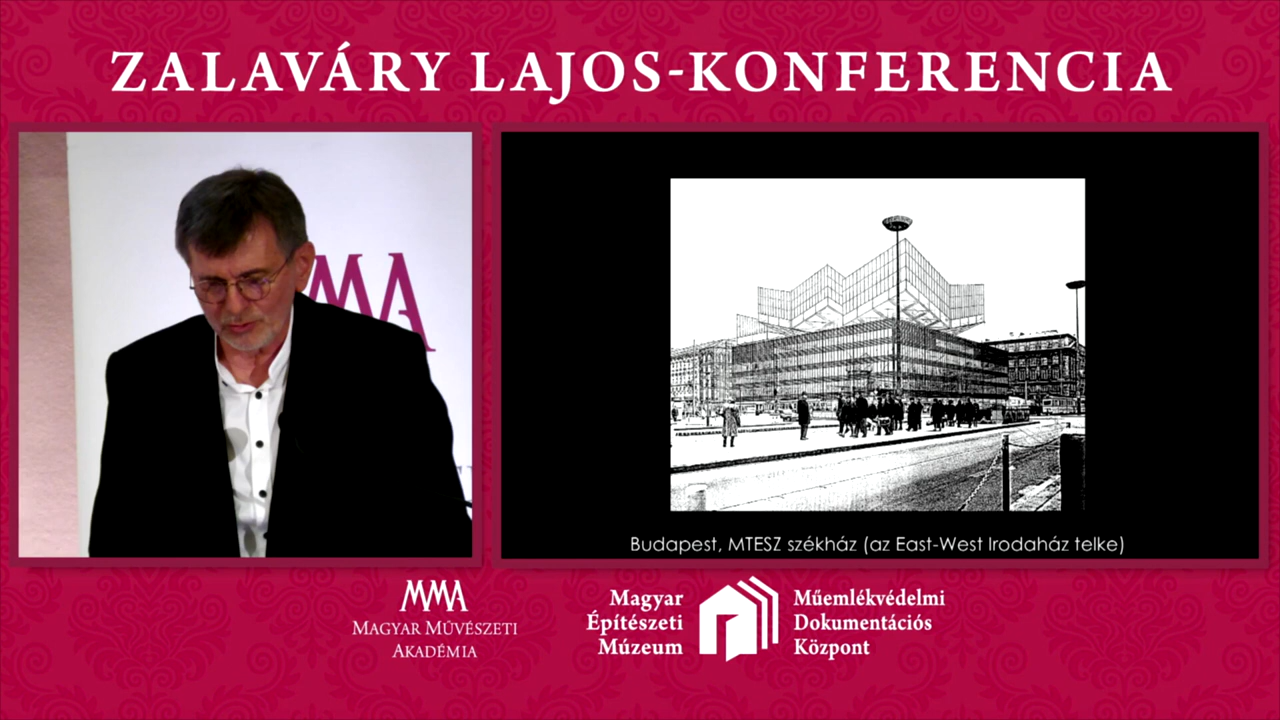 ZALAVÁRY LAJOS-KONFERENCIA
MMA
Budapest, MTESZ székház (az East-West Irodaház telke)
MMA
MAGYAR MŰVÉSZETI
AKADÉMIA
Magyar
Építészeti
Múzeum
Műemlékvédelmi
Dokumentációs
Központ